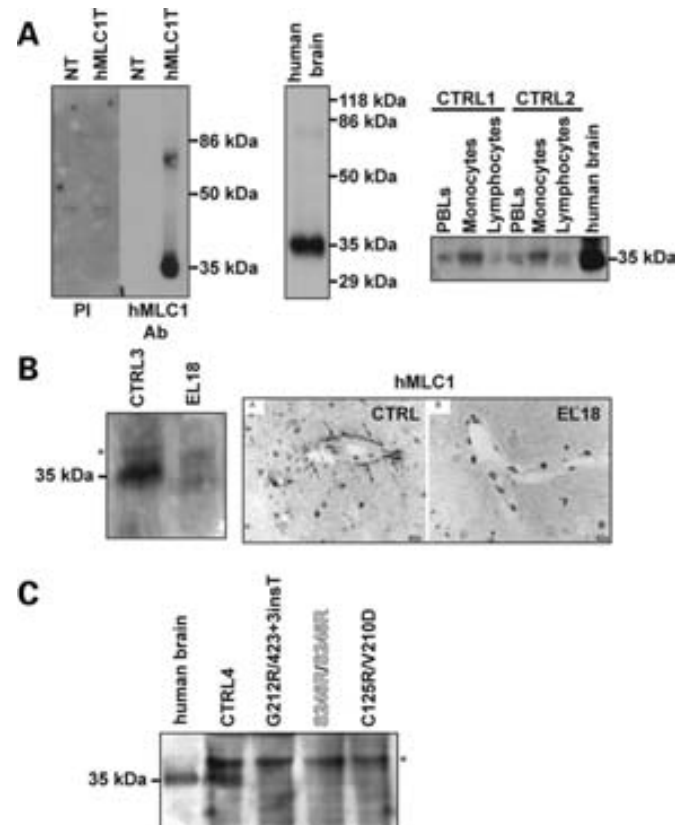 A
NT
hMLC1T
NT
hMLC1T
86 kDa
50 kDa
35 kDa
PI
hMLC1
Ab
human
brain
118 kDa
86 kDa
50 kDa
35 kDa
29 kDa
CTRL1
CTRL2
PBLs
Monocytes
Lymphocytes
PBLs
Monocytes
Lymphocytes
human brain
35 kDa
B
CTRL3
EL18
*
35 kDa
hMLC1
A
CTRL
B
EL18
C
human brain
CTRL4
G212R/423+3insT
S246R/S246R
C125R/V210D
35 kDa
*